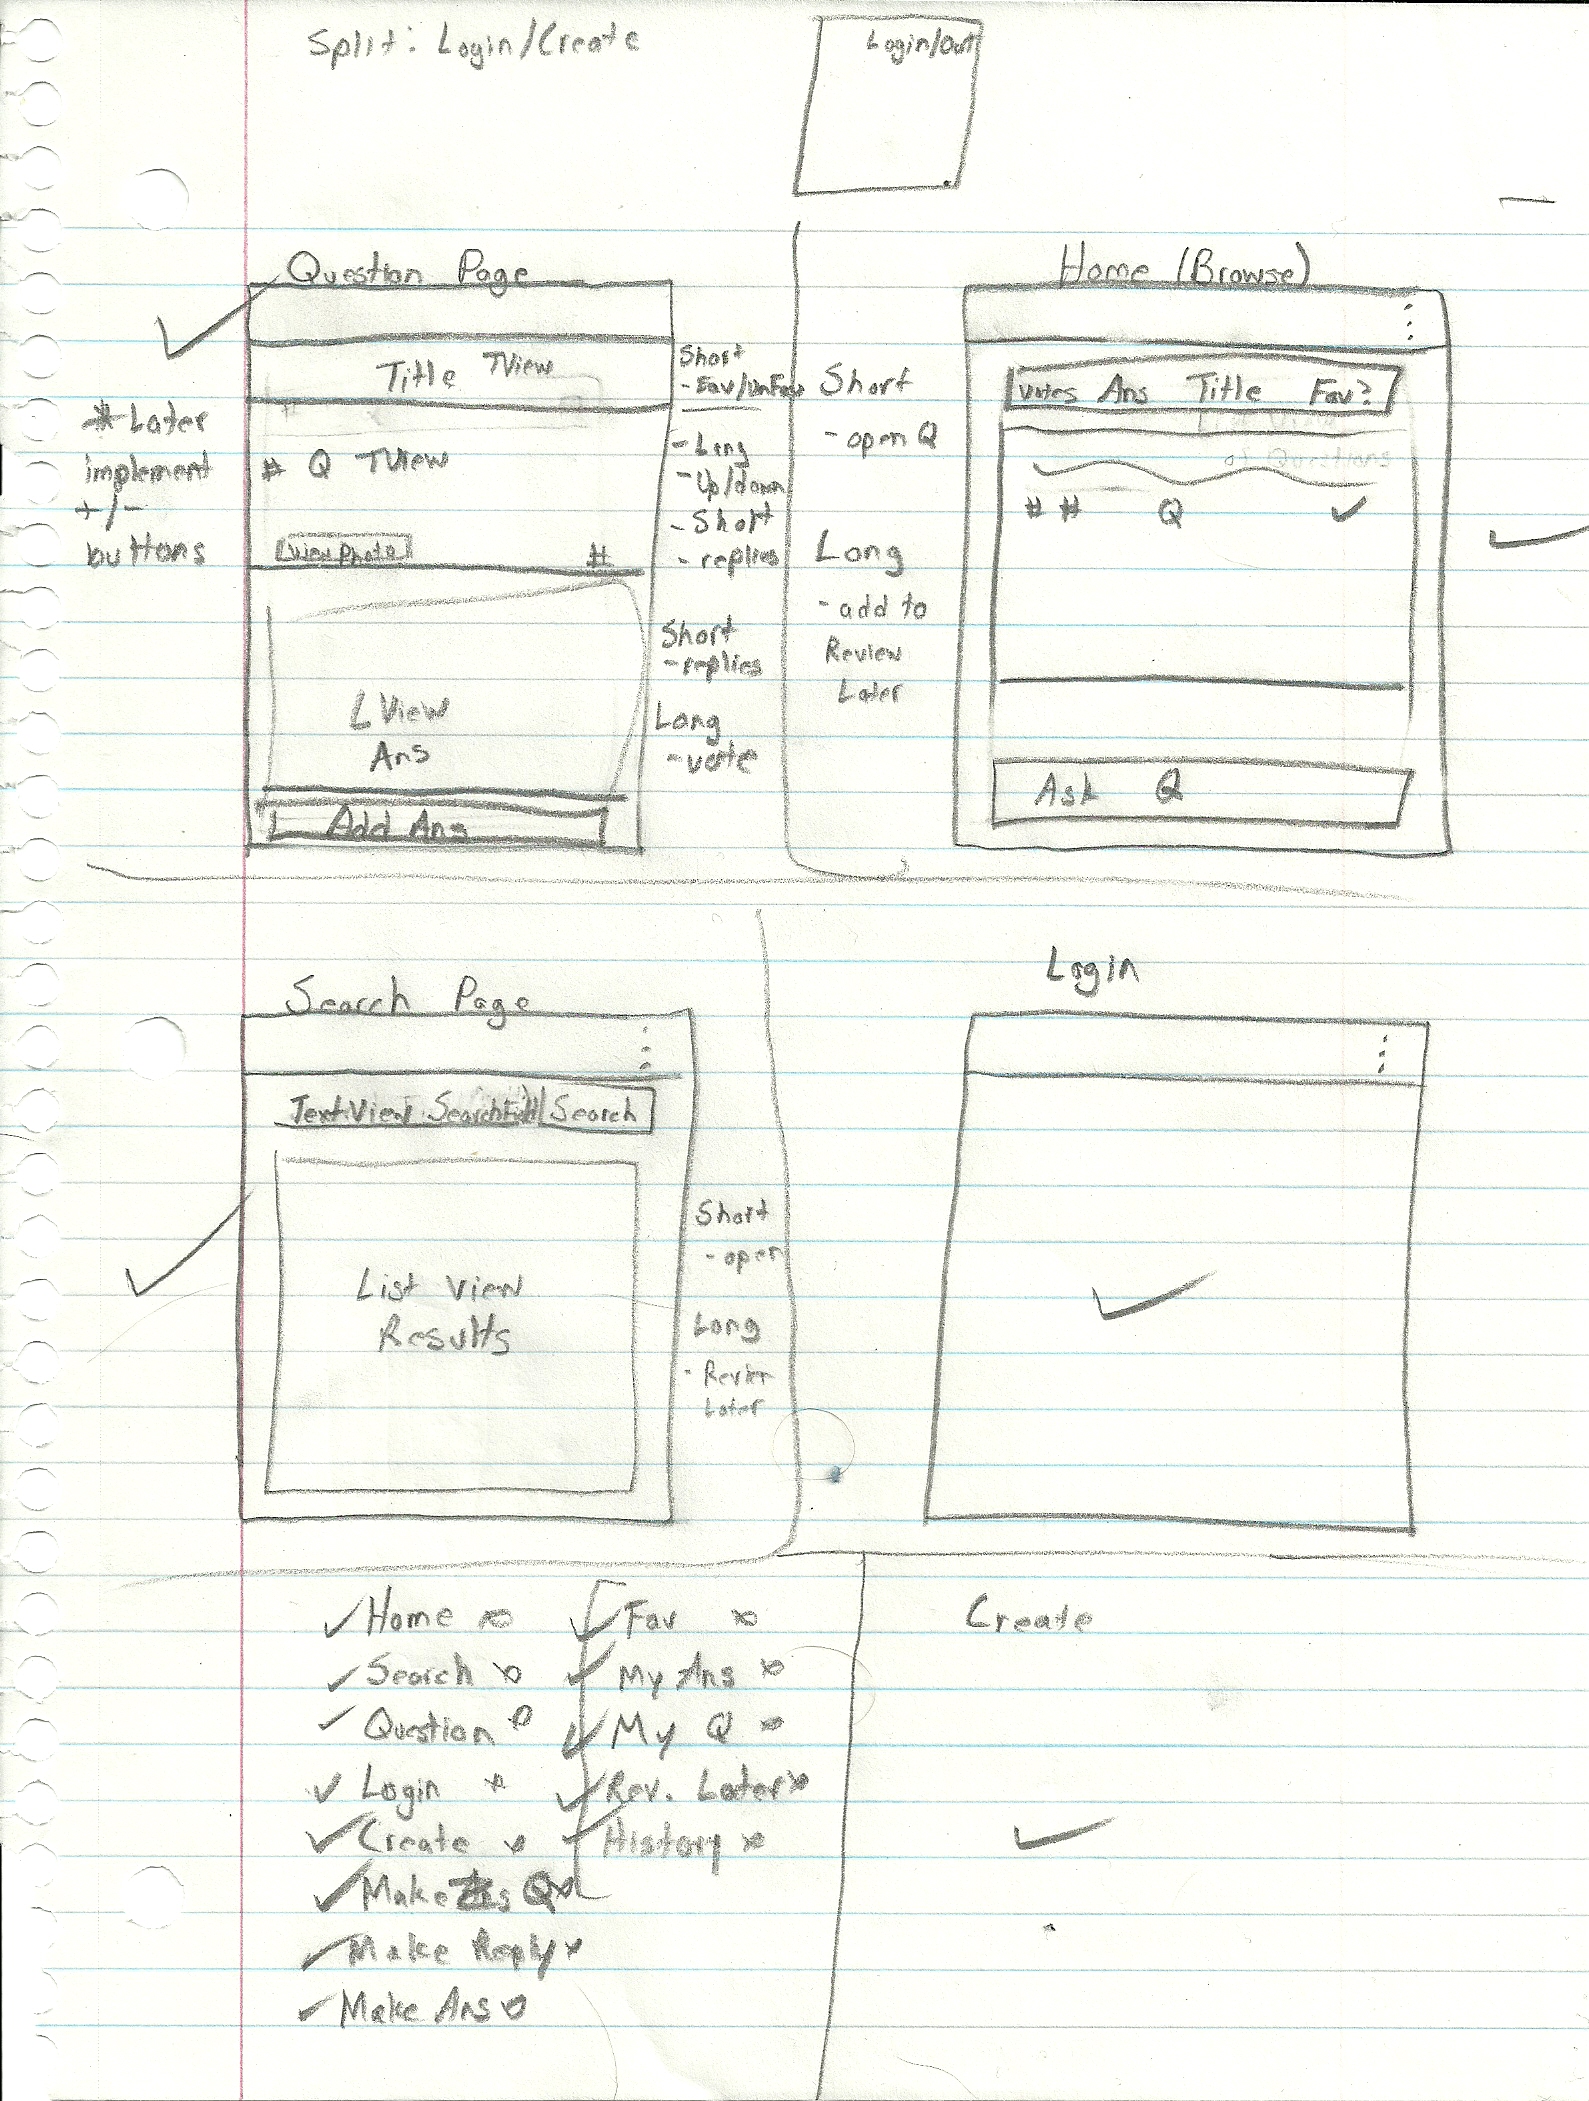 Split: Login/Create
Login/Out
Question Page
Title TView
# Q TView
View Photo #
L View
Ans
Add Ans
* Later
implement
+/-
buttons
Short
- Fav/UnFav
- Long
- Up/down
- Short
- replies
Short
- replies
Long
- vote
Home (Browse)
Short
- open Q
Long
- add to
Review
Later
Votes Ans Title Fav?
of Questions
# # Q ✓
Ask Q
Search Page
TextView SearchField Search
List View
Results
Short
- open
Long
- Review
Later
Login
✓ Home
✓ Search
✓ Question
✓ Login
✓ Create
✓ Make Q
✓ Make Reply
✓ Make Ans
✓ Fav
✓ My Ans
✓ My Q
✓ Rev. Later
✓ History
Create